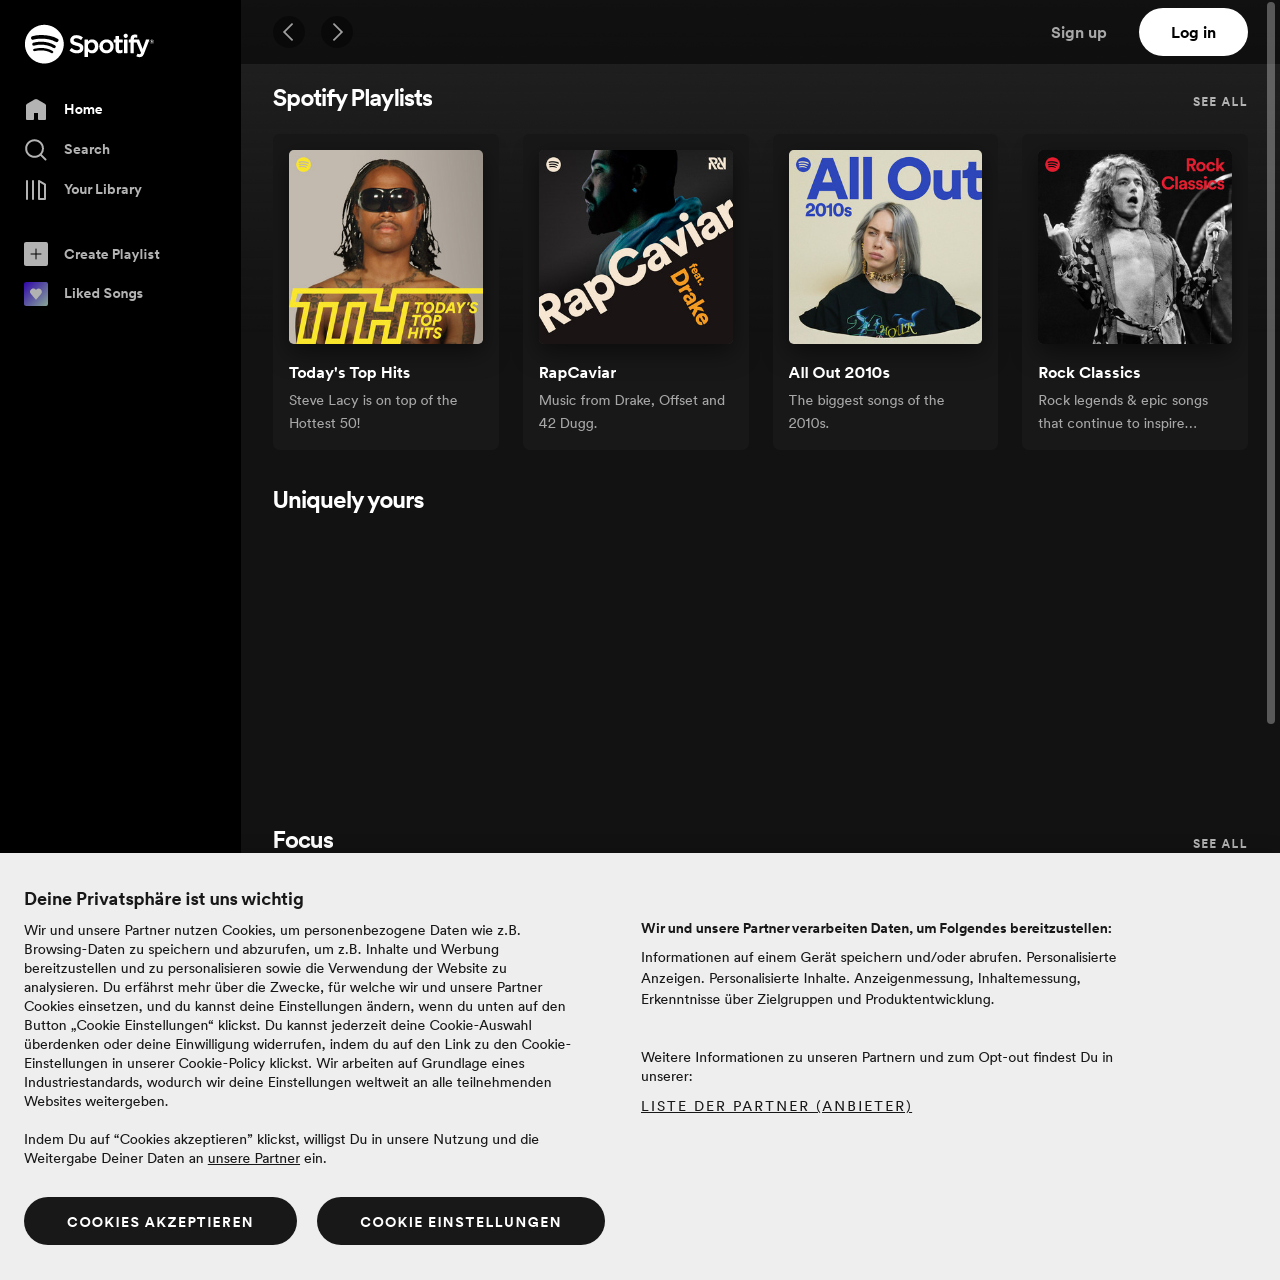 Spotify
Sign up
Log in
Home
Search
Your Library
Create Playlist
Liked Songs
Spotify Playlists
SEE ALL
TTH TODAY'S
TOP
HITS
Today's Top Hits
Steve Lacy is on top of the
Hottest 50!
RapCaviar
feat.
Drake
RapCaviar
Music from Drake, Offset and
42 Dugg.
All Out
2010s
All Out 2010s
The biggest songs of the
2010s.
Rock
Classics
Rock Classics
Rock legends & epic songs
that continue to inspire…
Uniquely yours
Focus
SEE ALL
Deine Privatsphäre ist uns wichtig
Wir und unsere Partner nutzen Cookies, um personenbezogene Daten wie z.B.
Browsing-Daten zu speichern und abzurufen, um z.B. Inhalte und Werbung
bereitzustellen und zu personalisieren sowie die Verwendung der Website zu
analysieren. Du erfährst mehr über die Zwecke, für welche wir und unsere Partner
Cookies einsetzen, und du kannst deine Einstellungen ändern, wenn du unten auf den
Button „Cookie Einstellungen“ klickst. Du kannst jederzeit deine Cookie-Auswahl
überdenken oder deine Einwilligung widerrufen, indem du auf den Link zu den Cookie-
Einstellungen in unserer Cookie-Policy klickst. Wir arbeiten auf Grundlage eines
Industriestandards, wodurch wir deine Einstellungen weltweit an alle teilnehmenden
Websites weitergeben.
Indem Du auf “Cookies akzeptieren” klickst, willigst Du in unsere Nutzung und die
Weitergabe Deiner Daten an unsere Partner ein.
COOKIES AKZEPTIEREN
COOKIE EINSTELLUNGEN
Wir und unsere Partner verarbeiten Daten, um Folgendes bereitzustellen:
Informationen auf einem Gerät speichern und/oder abrufen. Personalisierte
Anzeigen. Personalisierte Inhalte. Anzeigenmessung, Inhaltemessung,
Erkenntnisse über Zielgruppen und Produktentwicklung.
Weitere Informationen zu unseren Partnern und zum Opt-out findest Du in
unserer:
LISTE DER PARTNER (ANBIETER)